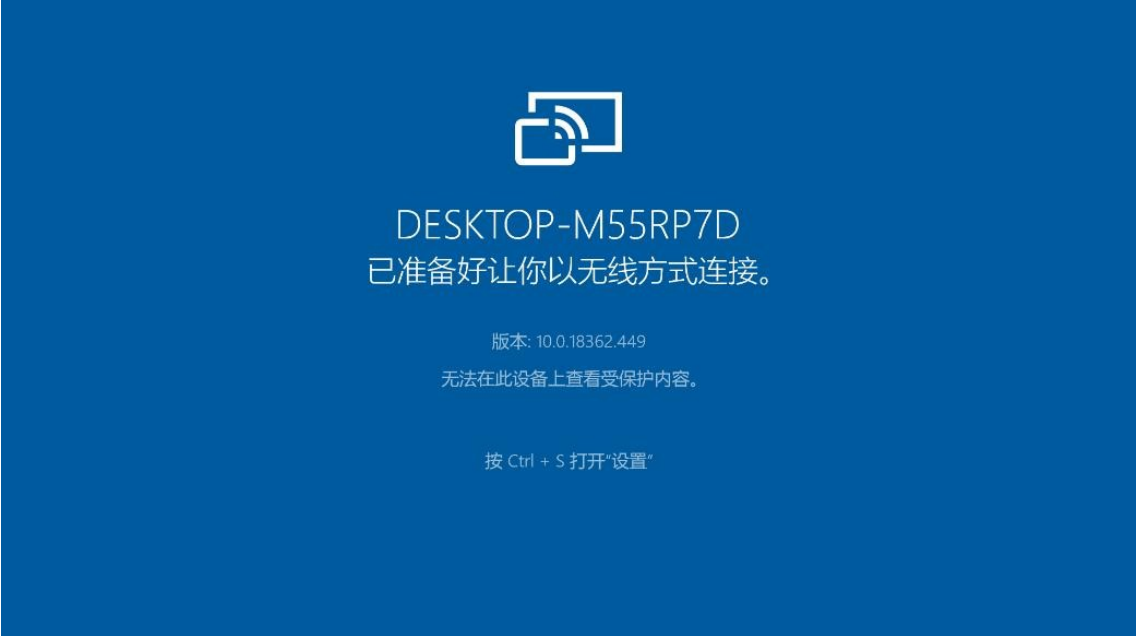 DESKTOP-M55RP7D
已准备好让你以无线方式连接。
版本: 10.0.18362.449
无法在此设备上查看受保护内容。
按 Ctrl + S 打开“设置”